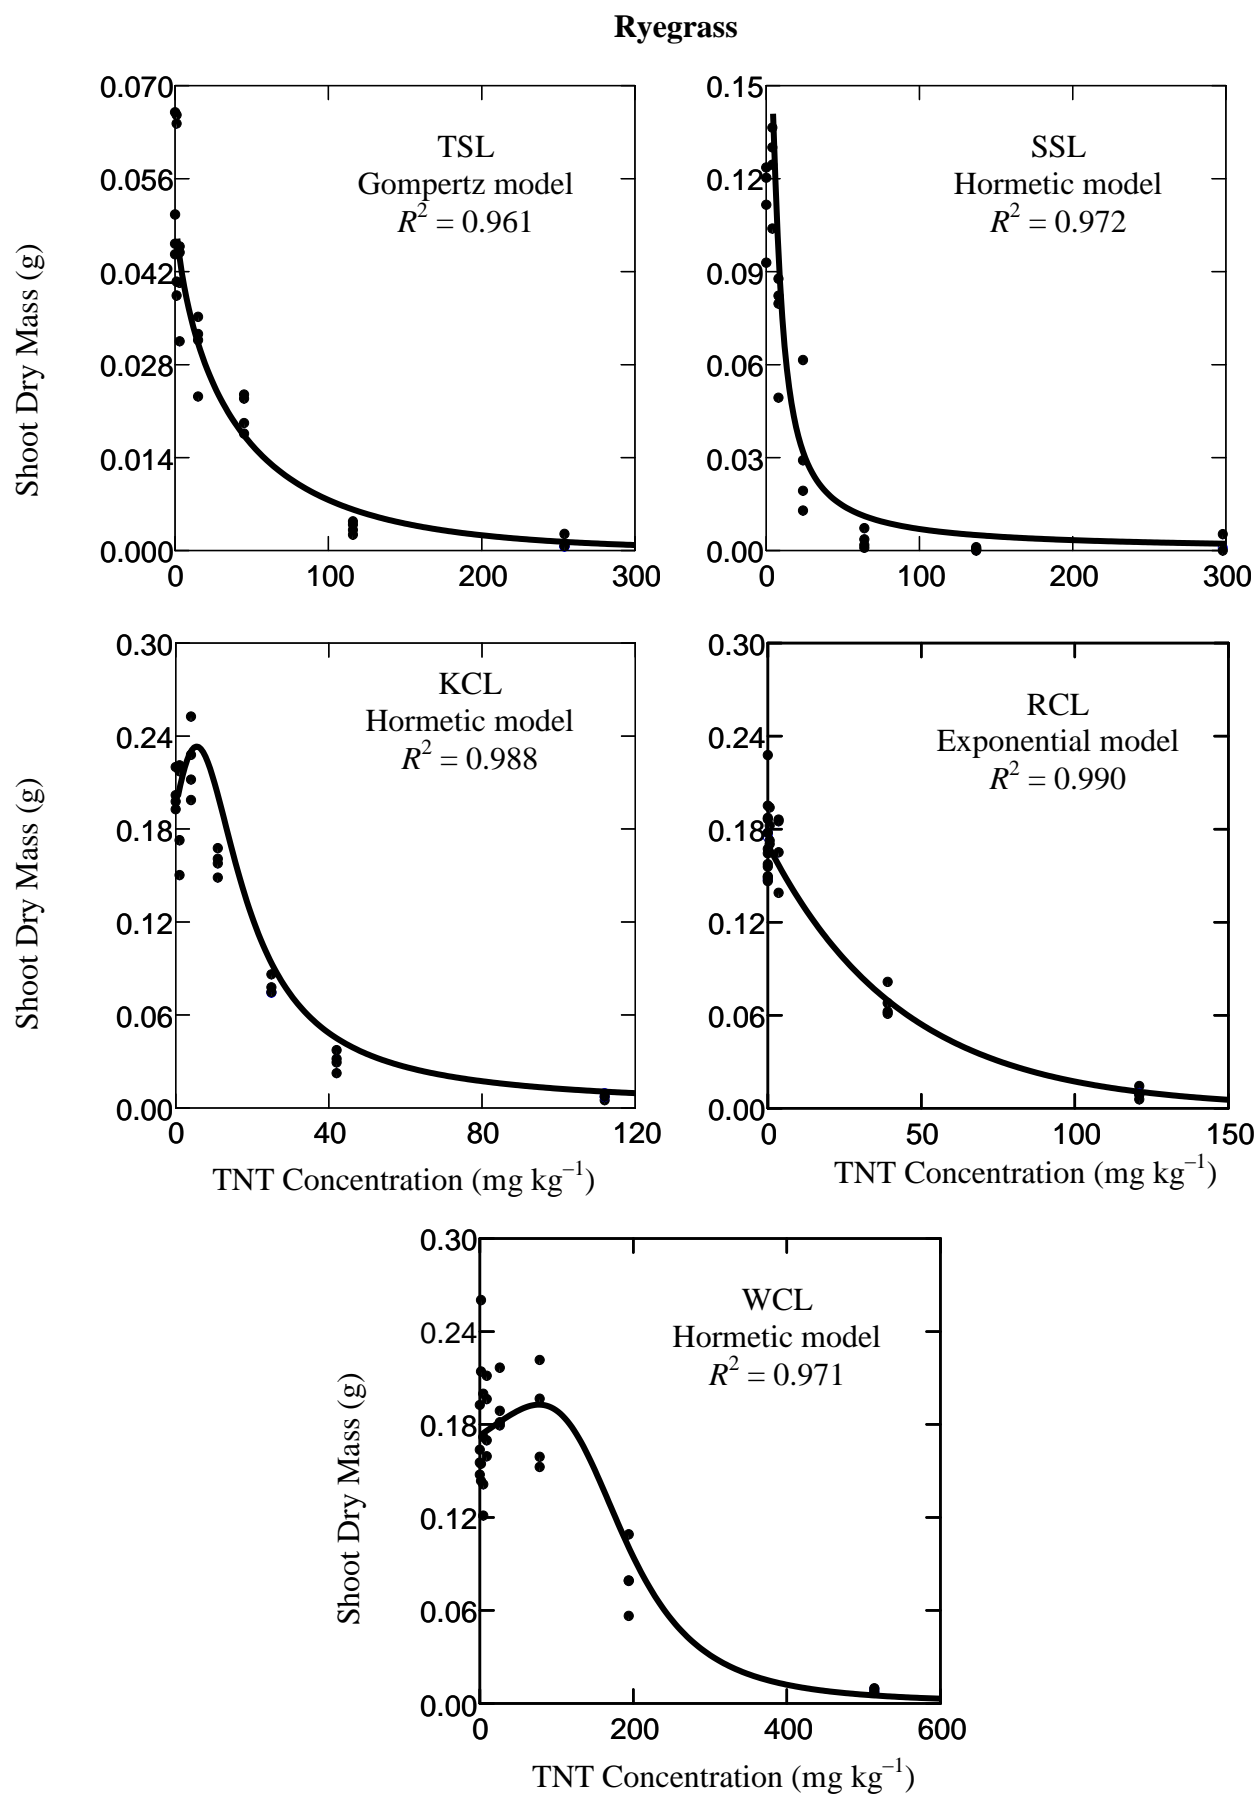 Ryegrass
TSL
Gompertz model
R² = 0.961
Shoot Dry Mass (g)
0.070
0.056
0.042
0.028
0.014
0.000
0 100 200 300
SSL
Hormetic model
R² = 0.972
0.15
0.12
0.09
0.06
0.03
0.00
0 100 200 300
KCL
Hormetic model
R² = 0.988
Shoot Dry Mass (g)
0.30
0.24
0.18
0.12
0.06
0.00
0 40 80 120
TNT Concentration (mg kg⁻¹)
RCL
Exponential model
R² = 0.990
0.30
0.24
0.18
0.12
0.06
0.00
0 50 100 150
TNT Concentration (mg kg⁻¹)
WCL
Hormetic model
R² = 0.971
Shoot Dry Mass (g)
0.30
0.24
0.18
0.12
0.06
0.00
0 200 400 600
TNT Concentration (mg kg⁻¹)